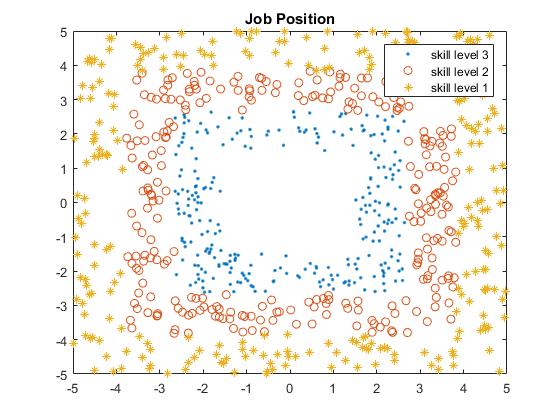 Job Position
skill level 3
skill level 2
skill level 1
5
4
3
2
1
0
-1
-2
-3
-4
-5
-5 -4 -3 -2 -1 0 1 2 3 4 5